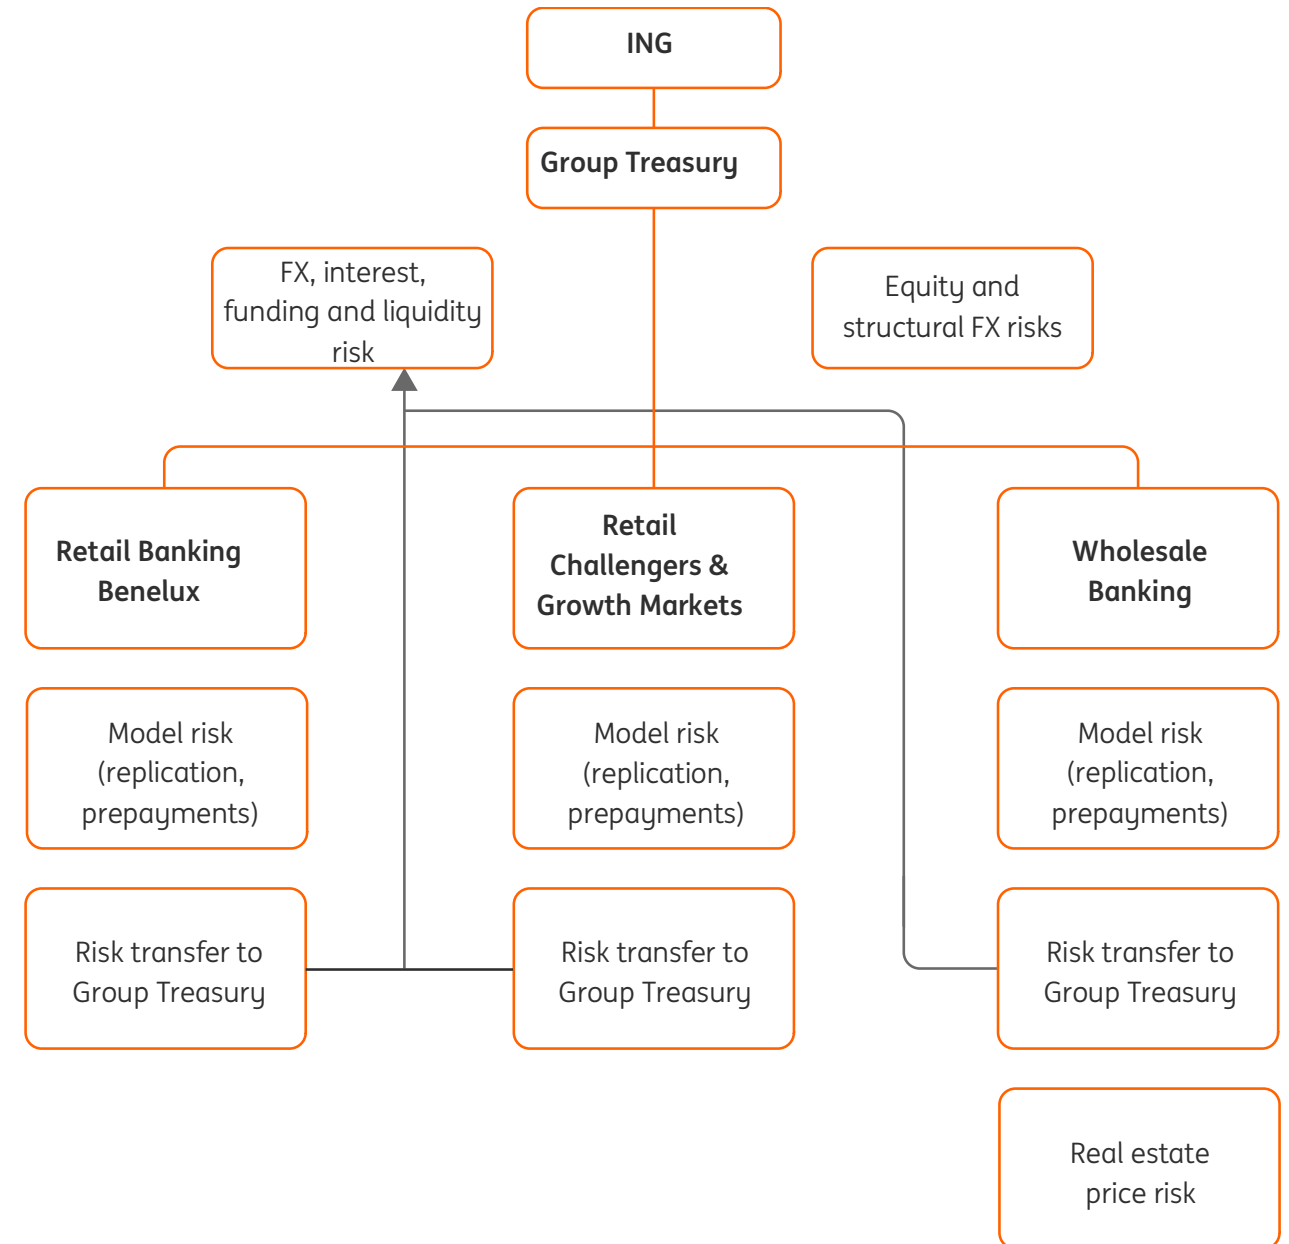 ING
Group Treasury
FX, interest,
funding and liquidity
risk
Equity and
structural FX risks
Retail Banking
Benelux
Retail
Challengers &
Growth Markets
Wholesale
Banking
Model risk
(replication,
prepayments)
Model risk
(replication,
prepayments)
Model risk
(replication,
prepayments)
Risk transfer to
Group Treasury
Risk transfer to
Group Treasury
Risk transfer to
Group Treasury
Real estate
price risk